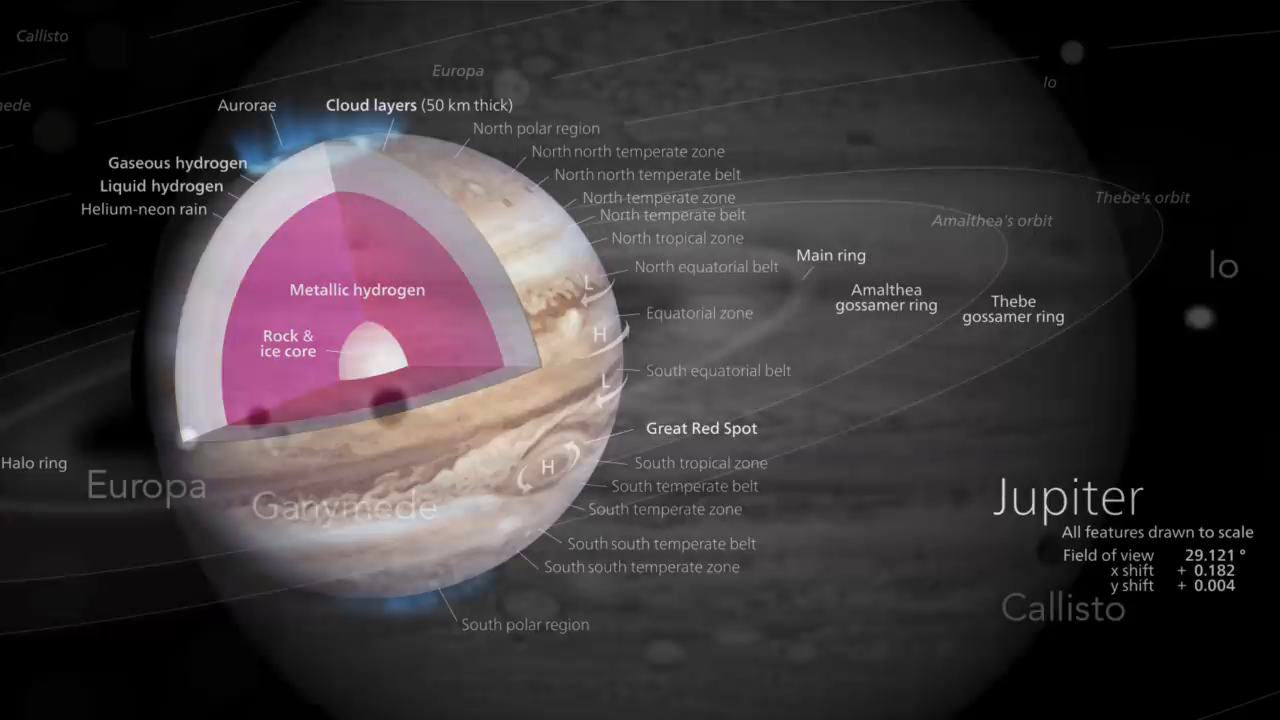 Callisto
Europa
Io
nede
Aurorae
Cloud layers (50 km thick)
North polar region
North north temperate zone
Gaseous hydrogen
North north temperate belt
Liquid hydrogen
North temperate zone
Thebe's orbit
Helium-neon rain
North temperate belt
Amalthea's orbit
North tropical zone
Main ring
North equatorial belt
Io
L
Metallic hydrogen
Amalthea
gossamer ring
Thebe
gossamer ring
Equatorial zone
H
Rock &
ice core
South equatorial belt
L
Great Red Spot
Halo ring
H
South tropical zone
Europa
South temperate belt
Ganymede
South temperate zone
Jupiter
All features drawn to scale
South south temperate belt
Field of view 29.121 °
South south temperate zone
x shift + 0.182
y shift + 0.004
Callisto
South polar region